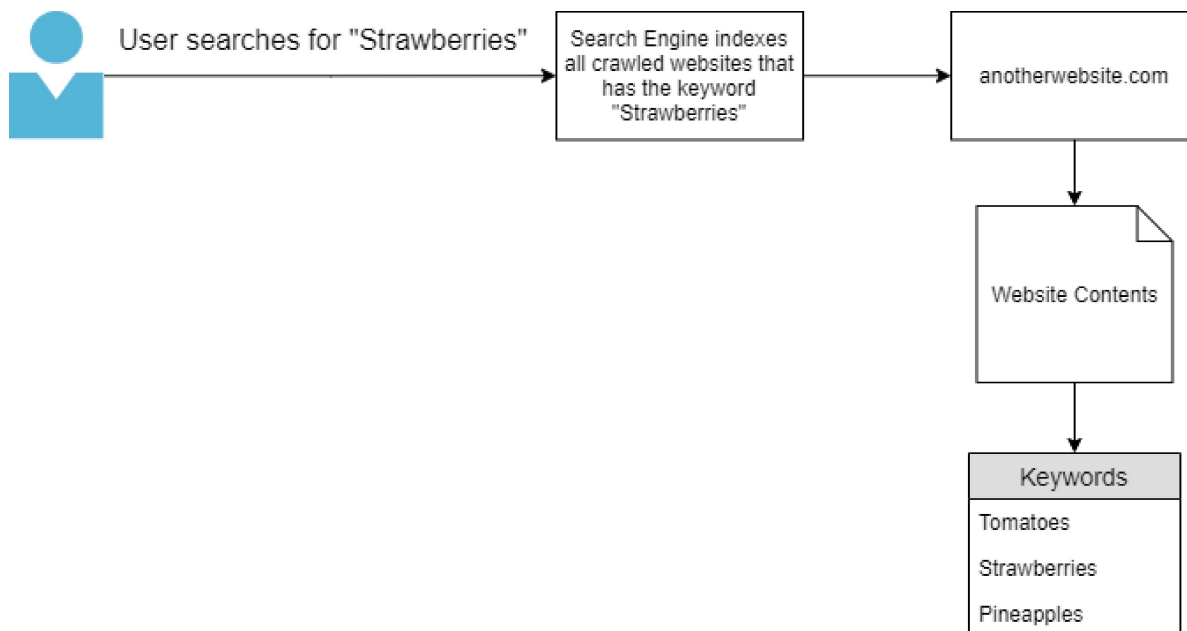 User searches for "Strawberries"
Search Engine indexes
all crawled websites that
has the keyword
"Strawberries"
anotherwebsite.com
Website Contents
Keywords
Tomatoes
Strawberries
Pineapples